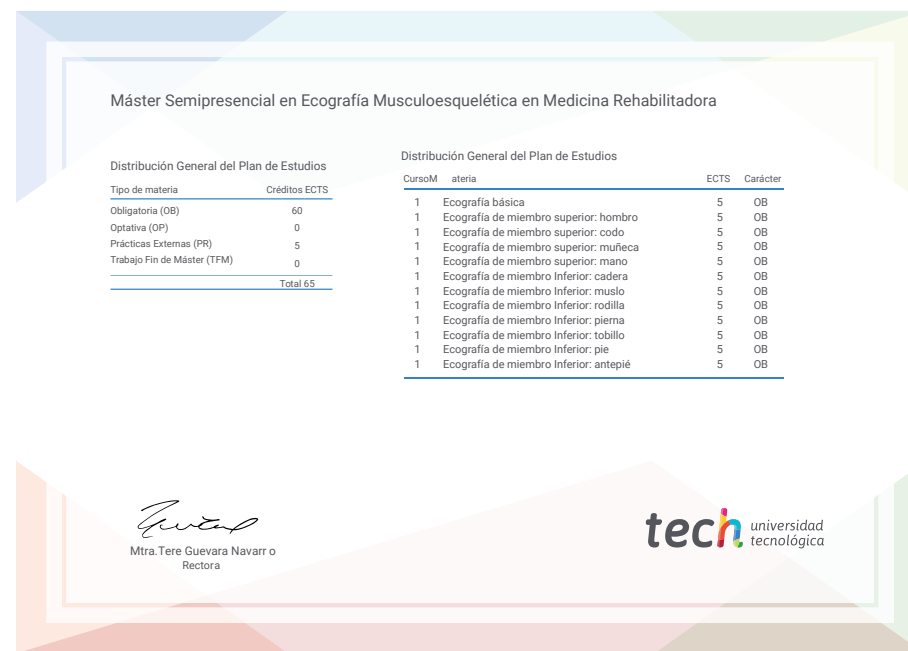 Máster Semipresencial en Ecografía Musculoesquelética en Medicina Rehabilitadora
Distribución General del Plan de Estudios
Tipo de materia Créditos ECTS
Obligatoria (OB) 60
Optativa (OP) 0
Prácticas Externas (PR) 5
Trabajo Fin de Máster (TFM) 0
Total 65
Distribución General del Plan de Estudios
CursoM ateria ECTS Carácter
1 Ecografía básica 5 OB
1 Ecografía de miembro superior: hombro 5 OB
1 Ecografía de miembro superior: codo 5 OB
1 Ecografía de miembro superior: muñeca 5 OB
1 Ecografía de miembro superior: mano 5 OB
1 Ecografía de miembro Inferior: cadera 5 OB
1 Ecografía de miembro Inferior: muslo 5 OB
1 Ecografía de miembro Inferior: rodilla 5 OB
1 Ecografía de miembro Inferior: pierna 5 OB
1 Ecografía de miembro Inferior: tobillo 5 OB
1 Ecografía de miembro Inferior: pie 5 OB
1 Ecografía de miembro Inferior: antepié 5 OB
Mtra.Tere Guevara Navarr o
Rectora
tech universidad
tecnológica